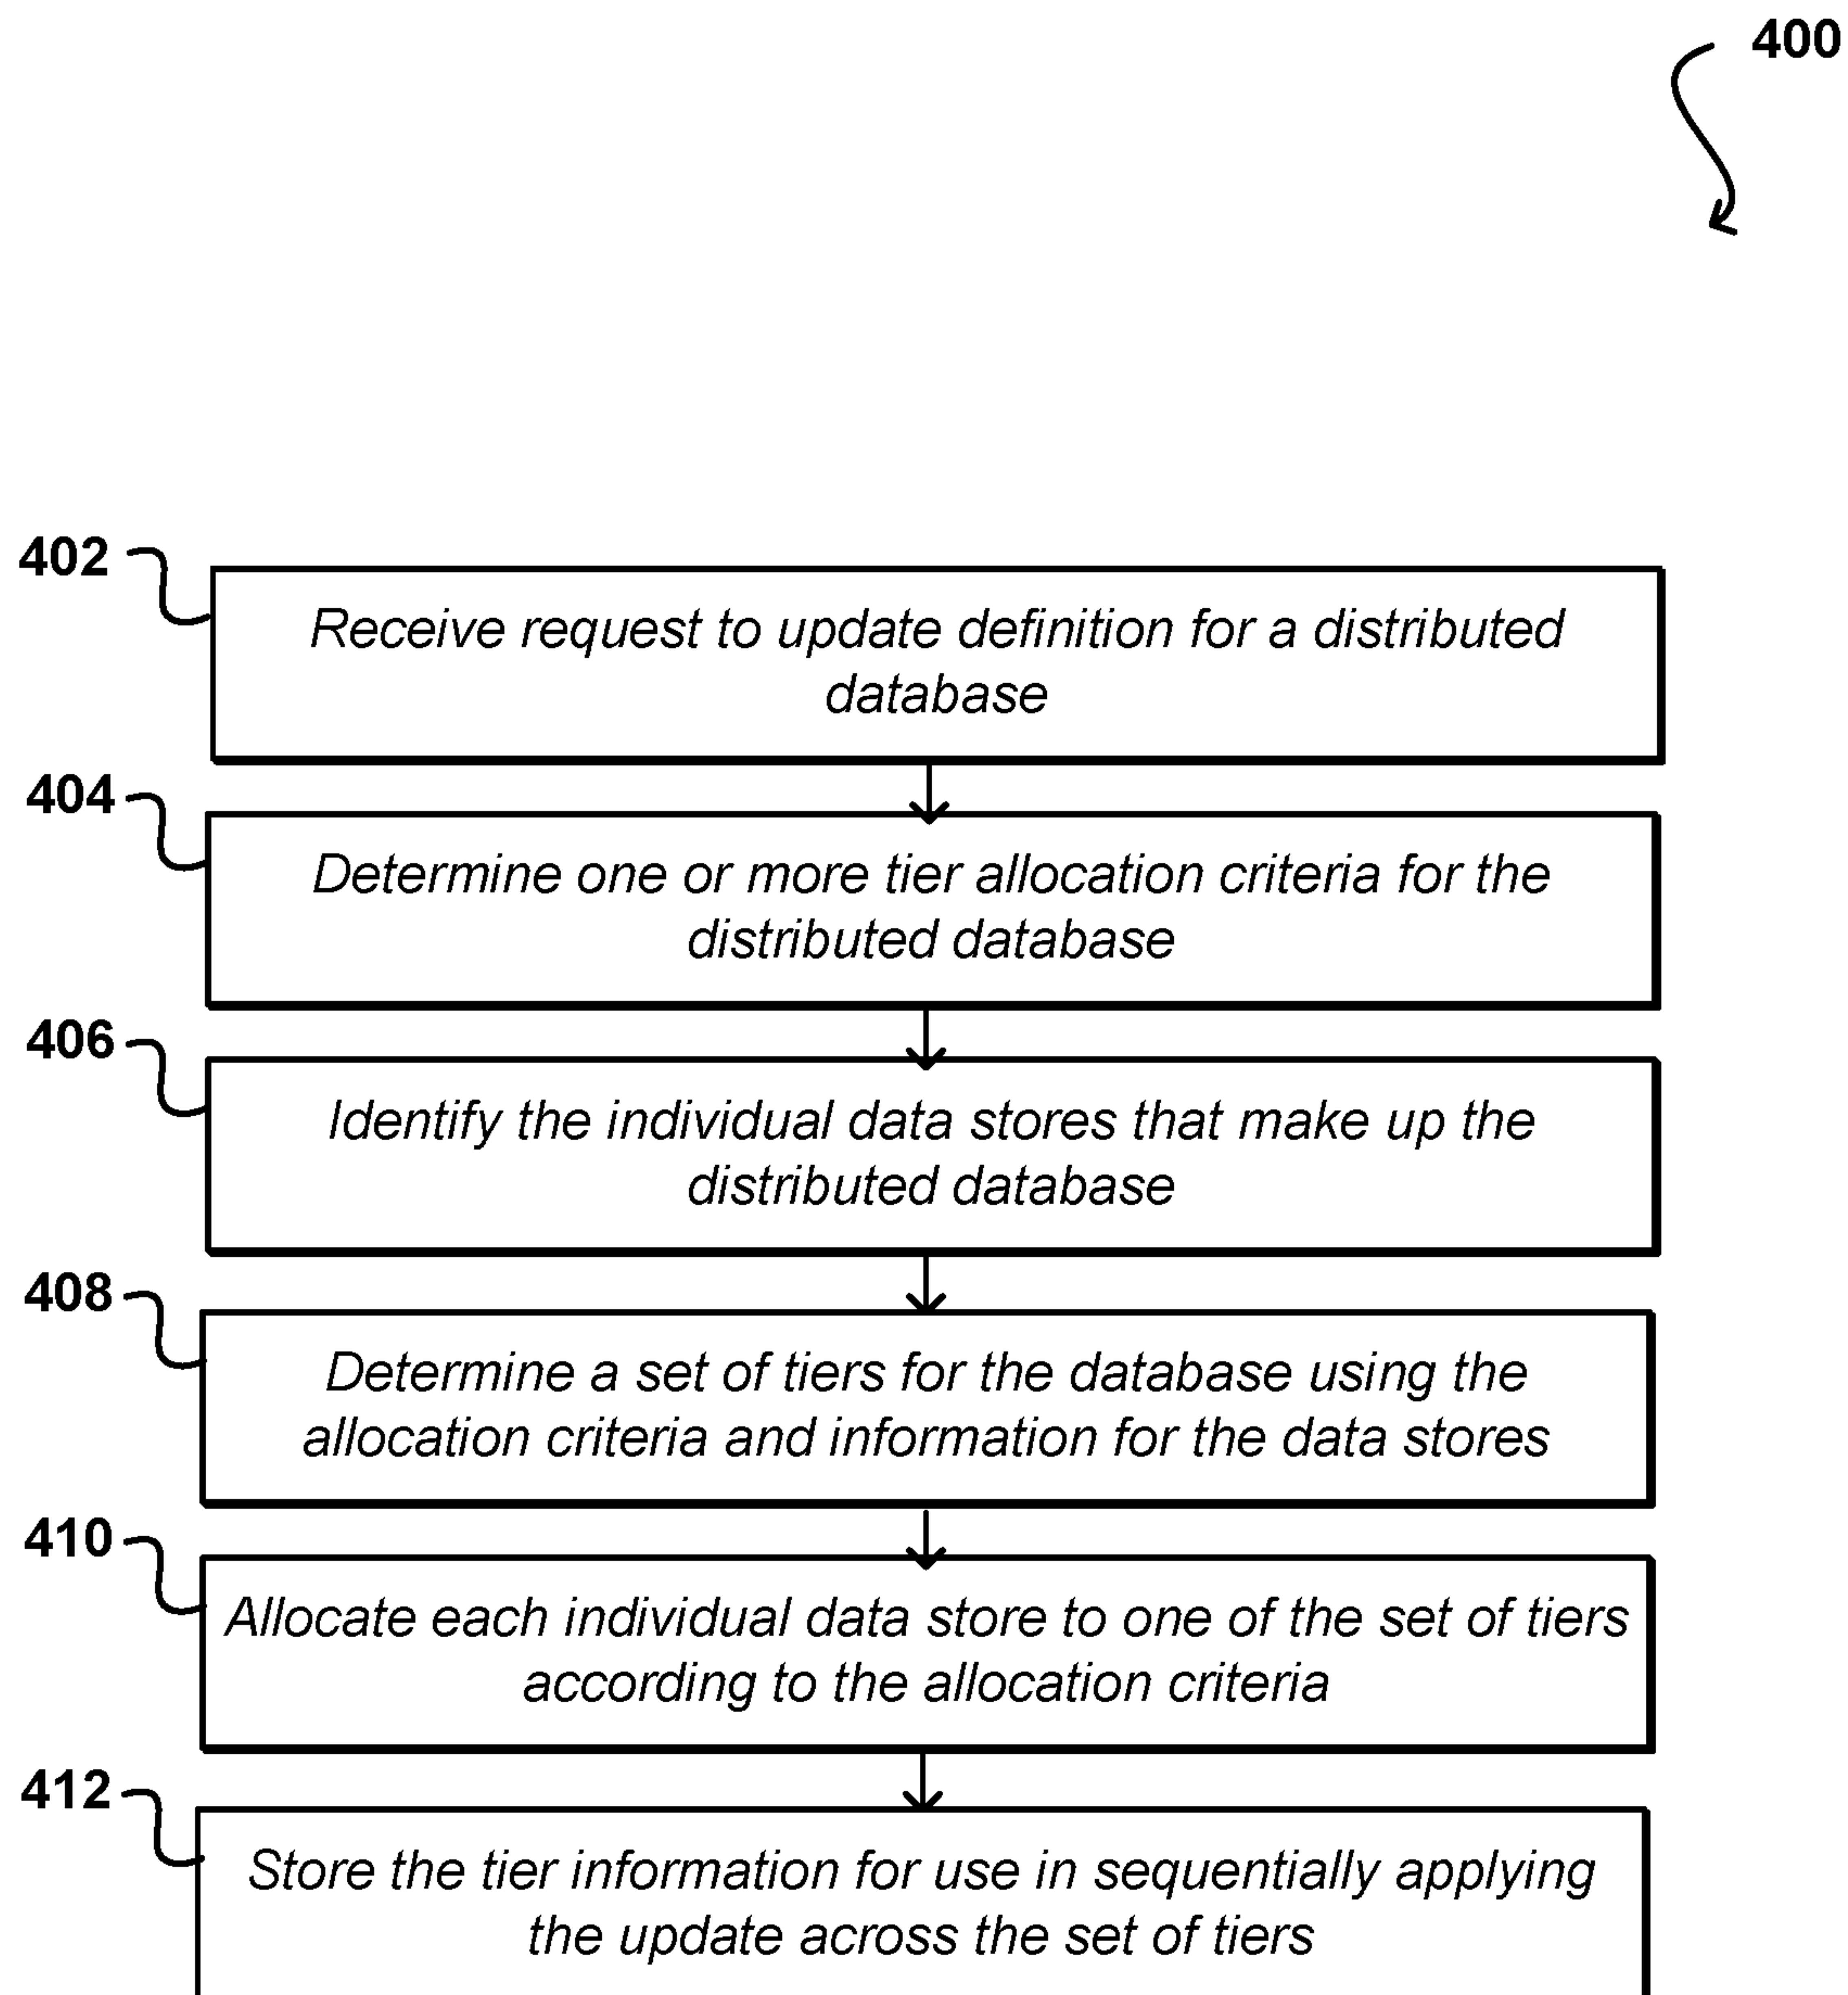 400
402
Receive request to update definition for a distributed
database
404
Determine one or more tier allocation criteria for the
distributed database
406
Identify the individual data stores that make up the
distributed database
408
Determine a set of tiers for the database using the
allocation criteria and information for the data stores
410
Allocate each individual data store to one of the set of tiers
according to the allocation criteria
412
Store the tier information for use in sequentially applying
the update across the set of tiers